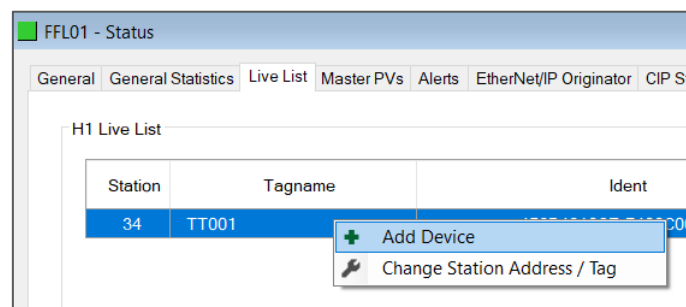 FFL01 - Status
General General Statistics Live List Master PVs Alerts EtherNet/IP Originator CIP S
H1 Live List
Station Tagname Ident
34 TT001
Add Device
Change Station Address / Tag